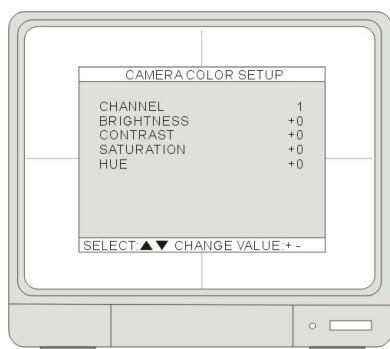 CAMERA COLOR SETUP
CHANNEL 1
BRIGHTNESS +0
CONTRAST +0
SATURATION +0
HUE +0
SELECT:▲▼ CHANGE VALUE:+ -